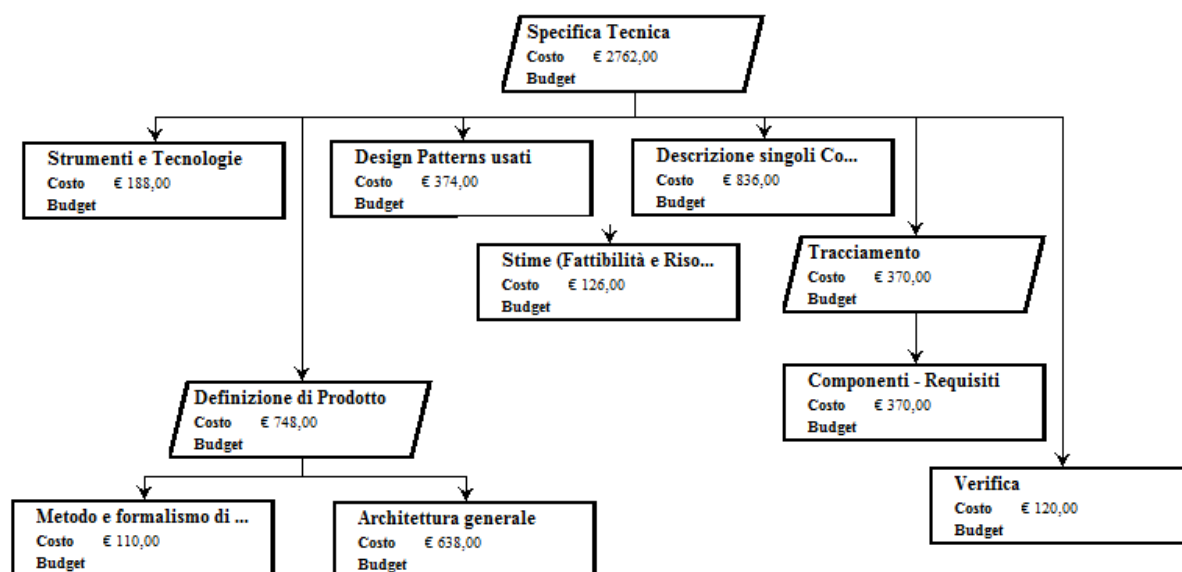 Specifica Tecnica
Costo € 2762,00
Budget
Strumenti e Tecnologie
Costo € 188,00
Budget
Design Patterns usati
Costo € 374,00
Budget
Descrizione singoli Co...
Costo € 836,00
Budget
Stime (Fattibilità e Riso...
Costo € 126,00
Budget
Tracciamento
Costo € 370,00
Budget
Definizione di Prodotto
Costo € 748,00
Budget
Componenti - Requisiti
Costo € 370,00
Budget
Verifica
Costo € 120,00
Budget
Metodo e formalismo di ...
Costo € 110,00
Budget
Architettura generale
Costo € 638,00
Budget